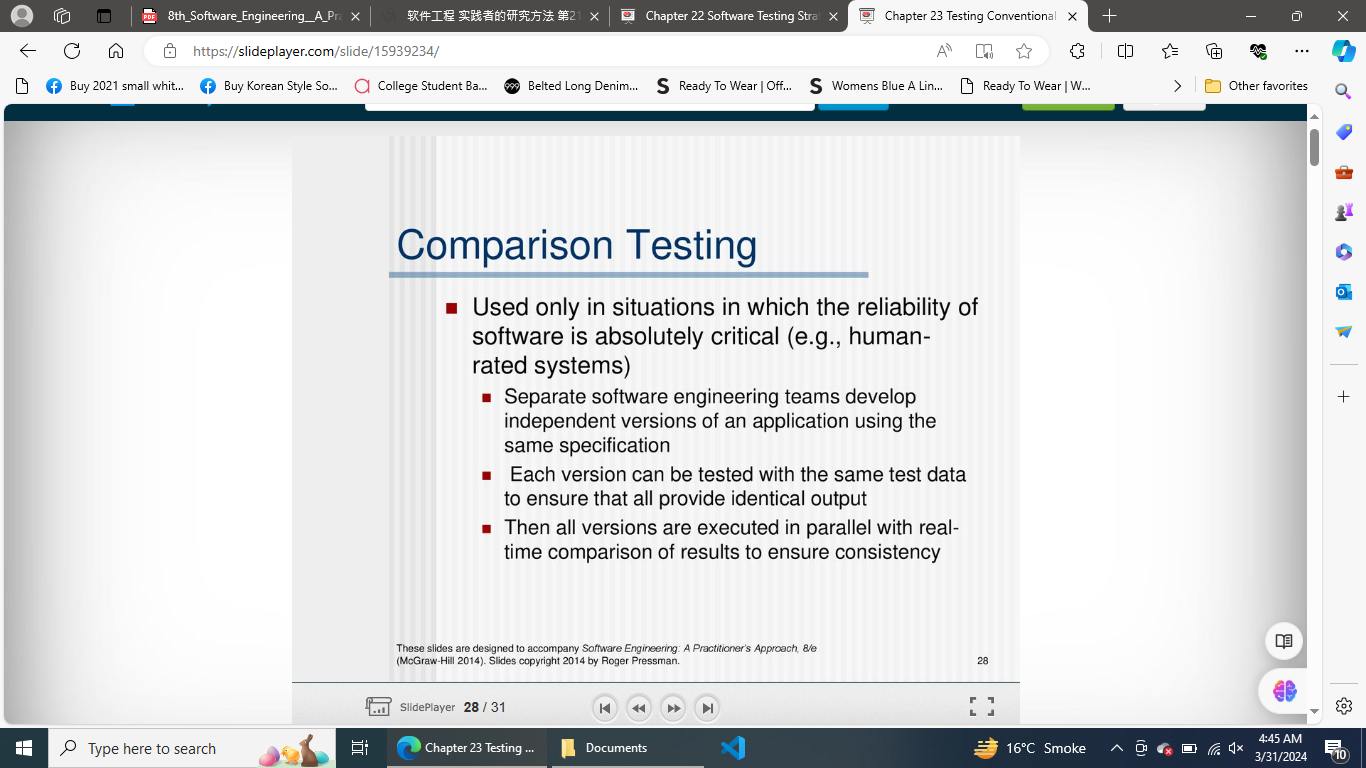 8th_Software_Engineering__A_Pra
软件工程 实践者的研究方法 第21
Chapter 22 Software Testing Stra
Chapter 23 Testing Conventional
https://slideplayer.com/slide/15939234/
Buy 2021 small whit...
Buy Korean Style So...
College Student Ba...
Belted Long Denim...
Ready To Wear | Off...
Womens Blue A Lin...
Ready To Wear | W...
Other favorites
Comparison Testing
Used only in situations in which the reliability of
software is absolutely critical (e.g., human-
rated systems)
Separate software engineering teams develop
independent versions of an application using the
same specification
Each version can be tested with the same test data
to ensure that all provide identical output
Then all versions are executed in parallel with real-
time comparison of results to ensure consistency
These slides are designed to accompany Software Engineering: A Practitioner's Approach, 8/e
(McGraw-Hill 2014). Slides copyright 2014 by Roger Pressman.
28
SlidePlayer 28 / 31
Type here to search
Chapter 23 Testing ...
Documents
16°C Smoke
4:45 AM
3/31/2024
10